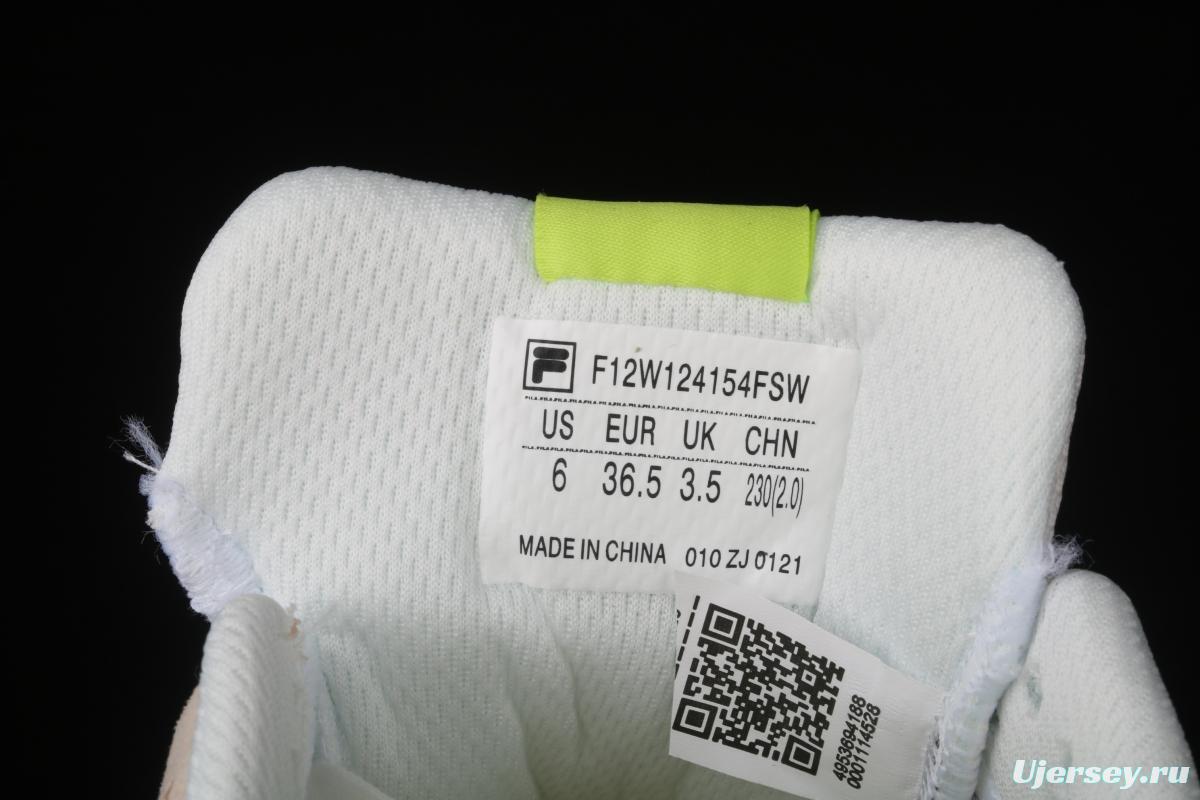 F12W124154FSW
US EUR UK CHN
6 36.5 3.5 230(2.0)
MADE IN CHINA 010 ZJ 0121
4953694188
0001114528
Ujersey.ru